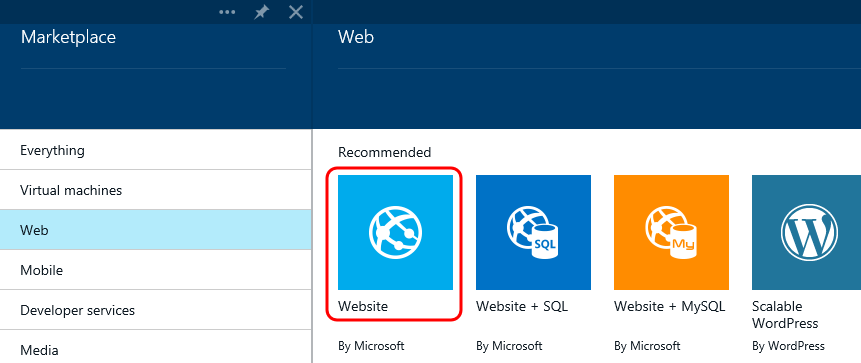 Marketplace
Web
Everything
Virtual machines
Web
Mobile
Developer services
Media
Recommended
SQL
My
Website
Website + SQL
Website + MySQL
Scalable
WordPress
By Microsoft
By Microsoft
By Microsoft
By WordPress